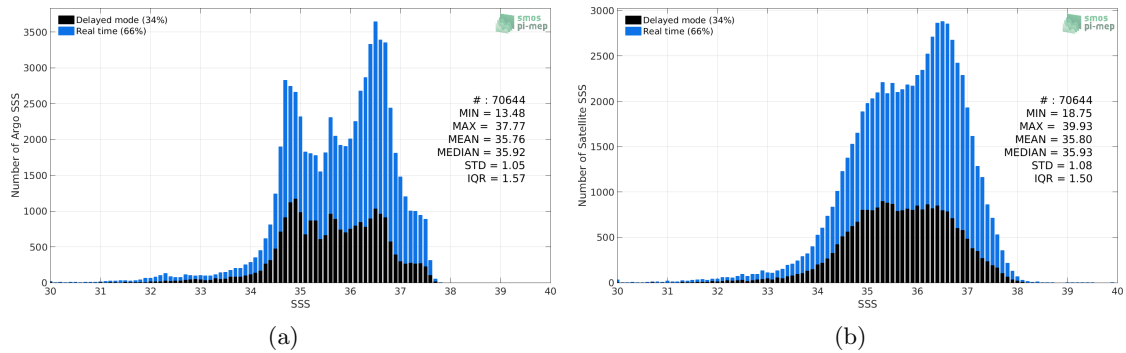 Delayed mode (34%)
Real time (66%)
smos
pi-mep
Number of Argo SSS
3500
3000
2500
2000
1500
1000
500
0
# : 70644
MIN = 13.48
MAX = 37.77
MEAN = 35.76
MEDIAN = 35.92
STD = 1.05
IQR = 1.57
30 31 32 33 34 35 36 37 38 39 40
SSS
(a)
Delayed mode (34%)
Real time (66%)
smos
pi-mep
Number of Satellite SSS
3000
2500
2000
1500
1000
500
0
# : 70644
MIN = 18.75
MAX = 39.93
MEAN = 35.80
MEDIAN = 35.93
STD = 1.08
IQR = 1.50
30 31 32 33 34 35 36 37 38 39 40
SSS
(b)